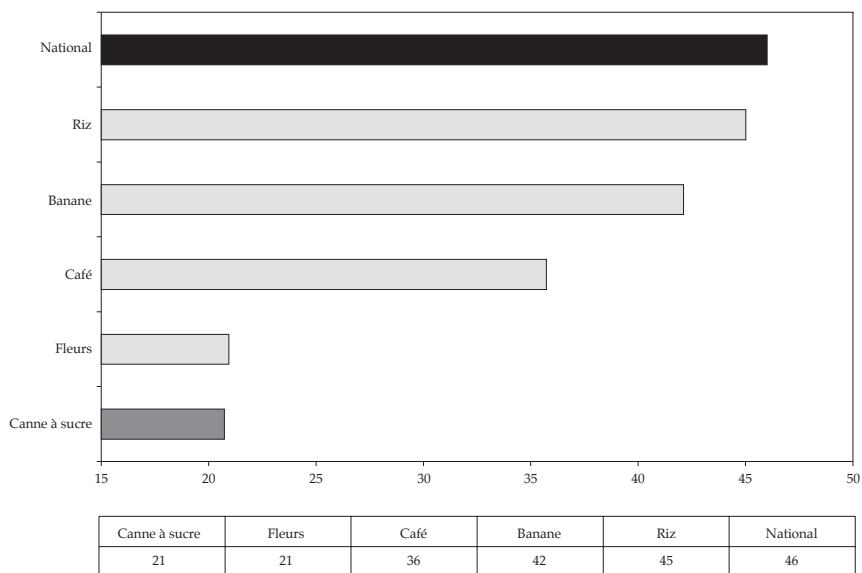 National
Riz
Banane
Café
Fleurs
Canne à sucre
15 20 25 30 35 40 45 50
Canne à sucre Fleurs Café Banane Riz National
21 21 36 42 45 46